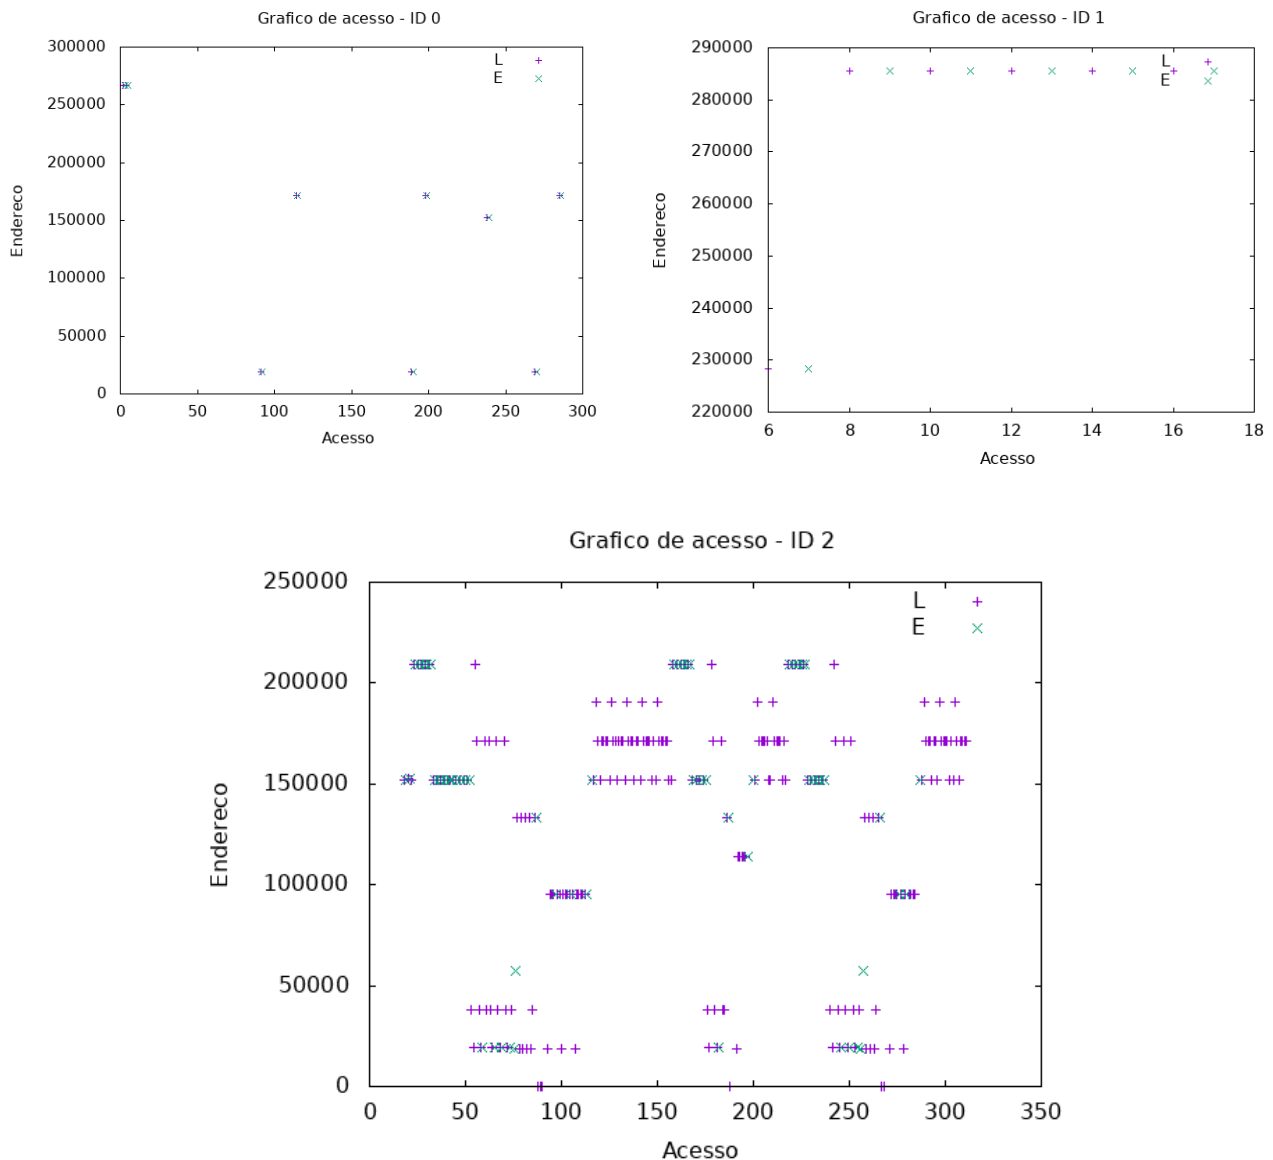 Grafico de acesso - ID 0
300000
250000
200000
150000
100000
50000
0
0 50 100 150 200 250 300
Endereco
Acesso
L
E
Grafico de acesso - ID 1
290000
280000
270000
260000
250000
240000
230000
220000
6 8 10 12 14 16 18
Endereco
Acesso
L
E
Grafico de acesso - ID 2
250000
200000
150000
100000
50000
0
0 50 100 150 200 250 300 350
Endereco
Acesso
L
E